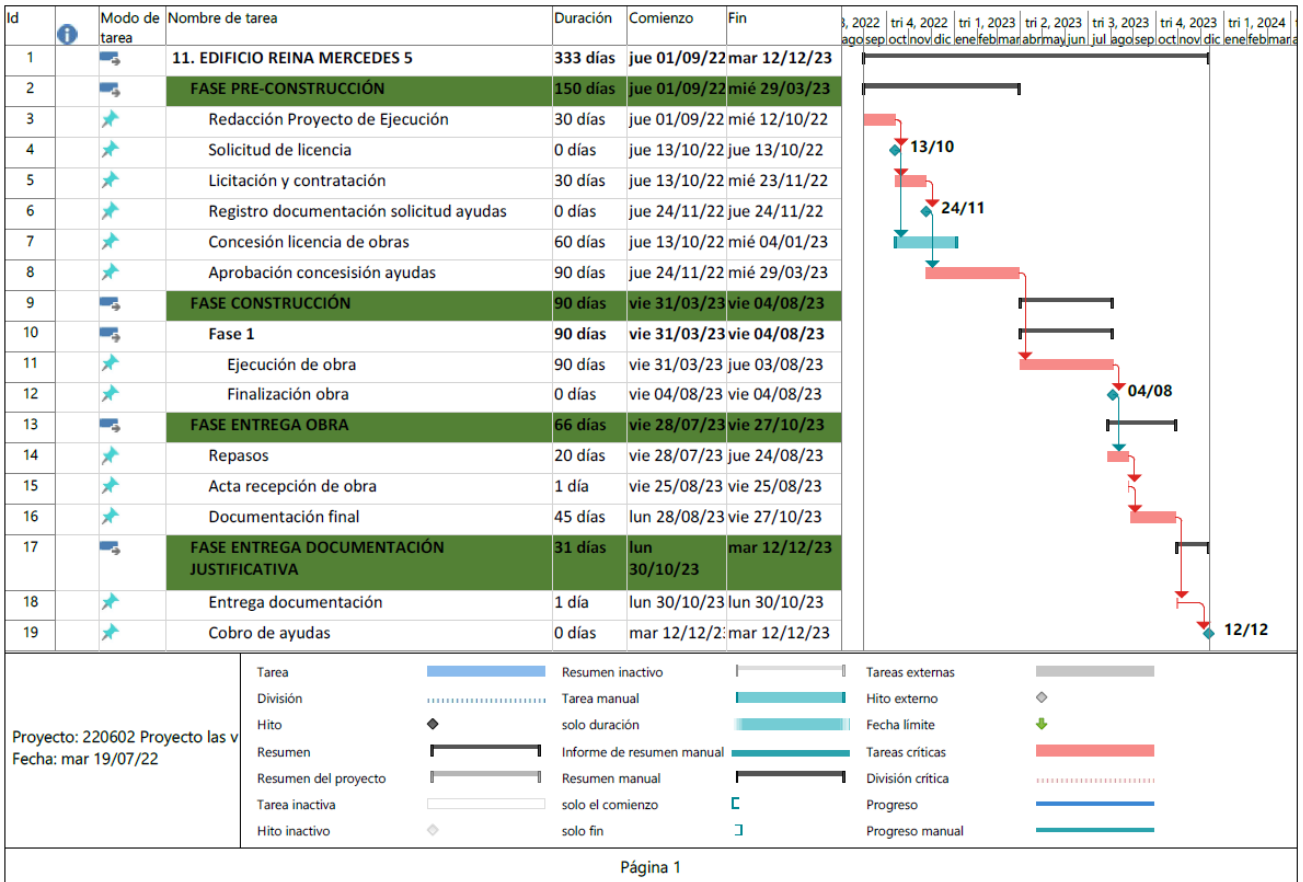 Id Modo de tarea Nombre de tarea Duración Comienzo Fin
3, 2022 tri 4, 2022 tri 1, 2023 tri 2, 2023 tri 3, 2023 tri 4, 2023 tri 1, 2024
ago sep oct nov dic ene feb mar abr may jun jul ago sep oct nov dic ene feb mar a
1 11. EDIFICIO REINA MERCEDES 5 333 días jue 01/09/22 mar 12/12/23
2 FASE PRE-CONSTRUCCIÓN 150 días jue 01/09/22 mié 29/03/23
3 Redacción Proyecto de Ejecución 30 días jue 01/09/22 mié 12/10/22
4 Solicitud de licencia 0 días jue 13/10/22 jue 13/10/22 13/10
5 Licitación y contratación 30 días jue 13/10/22 mié 23/11/22
6 Registro documentación solicitud ayudas 0 días jue 24/11/22 jue 24/11/22 24/11
7 Concesión licencia de obras 60 días jue 13/10/22 mié 04/01/23
8 Aprobación concesisión ayudas 90 días jue 24/11/22 mié 29/03/23
9 FASE CONSTRUCCIÓN 90 días vie 31/03/23 vie 04/08/23
10 Fase 1 90 días vie 31/03/23 vie 04/08/23
11 Ejecución de obra 90 días vie 31/03/23 jue 03/08/23
12 Finalización obra 0 días vie 04/08/23 vie 04/08/23 04/08
13 FASE ENTREGA OBRA 66 días vie 28/07/23 vie 27/10/23
14 Repasos 20 días vie 28/07/23 jue 24/08/23
15 Acta recepción de obra 1 día vie 25/08/23 vie 25/08/23
16 Documentación final 45 días lun 28/08/23 vie 27/10/23
17 FASE ENTREGA DOCUMENTACIÓN JUSTIFICATIVA 31 días lun 30/10/23 mar 12/12/23
18 Entrega documentación 1 día lun 30/10/23 lun 30/10/23
19 Cobro de ayudas 0 días mar 12/12/2 mar 12/12/23 12/12
Proyecto: 220602 Proyecto las v
Fecha: mar 19/07/22
Tarea
División
Hito
Resumen
Resumen del proyecto
Tarea inactiva
Hito inactivo
Resumen inactivo
Tarea manual
solo duración
Informe de resumen manual
Resumen manual
solo el comienzo
solo fin
Tareas externas
Hito externo
Fecha límite
Tareas críticas
División crítica
Progreso
Progreso manual
Página 1